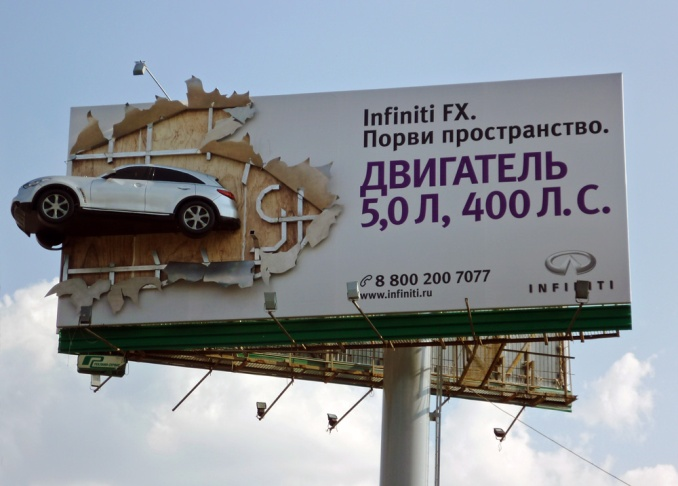 Infiniti FX.
Порви пространство.
ДВИГАТЕЛЬ
5,0 Л, 400 Л. С.
8 800 200 7077
www.infiniti.ru
INFINITI